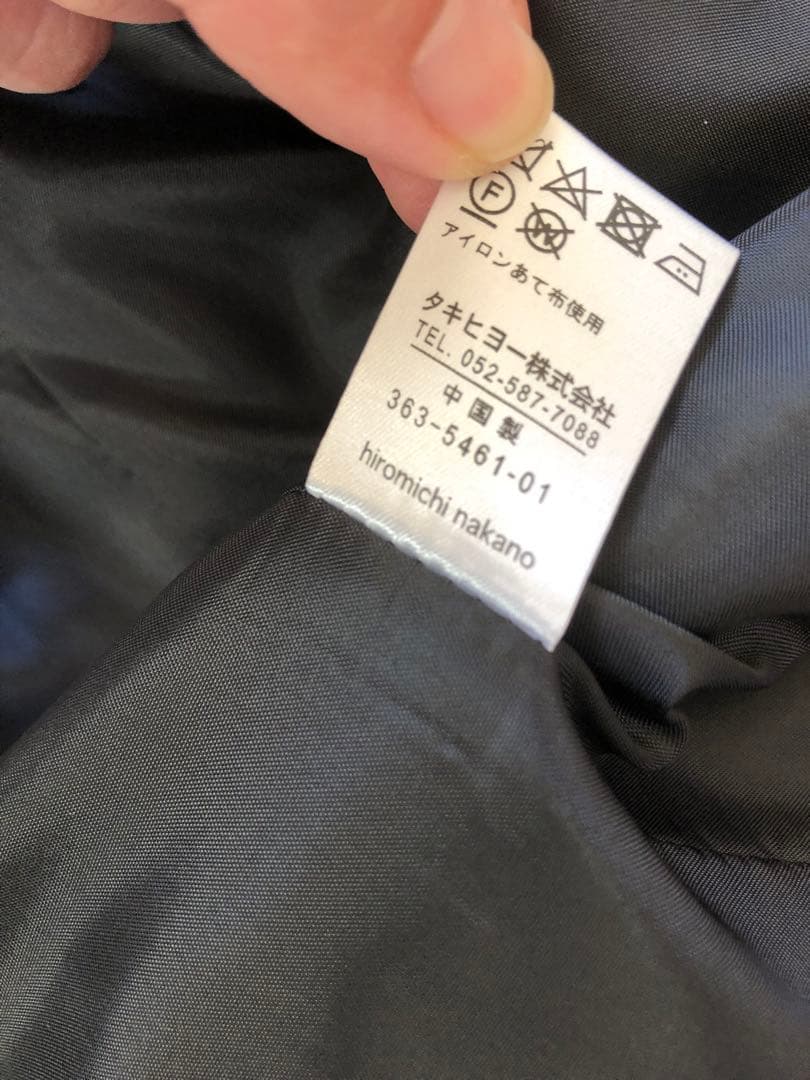 F
W
アイロンあて布使用
タキヒヨー株式会社
TEL. 052-587-7088
中国製
363-5461-01
hiromichi nakano